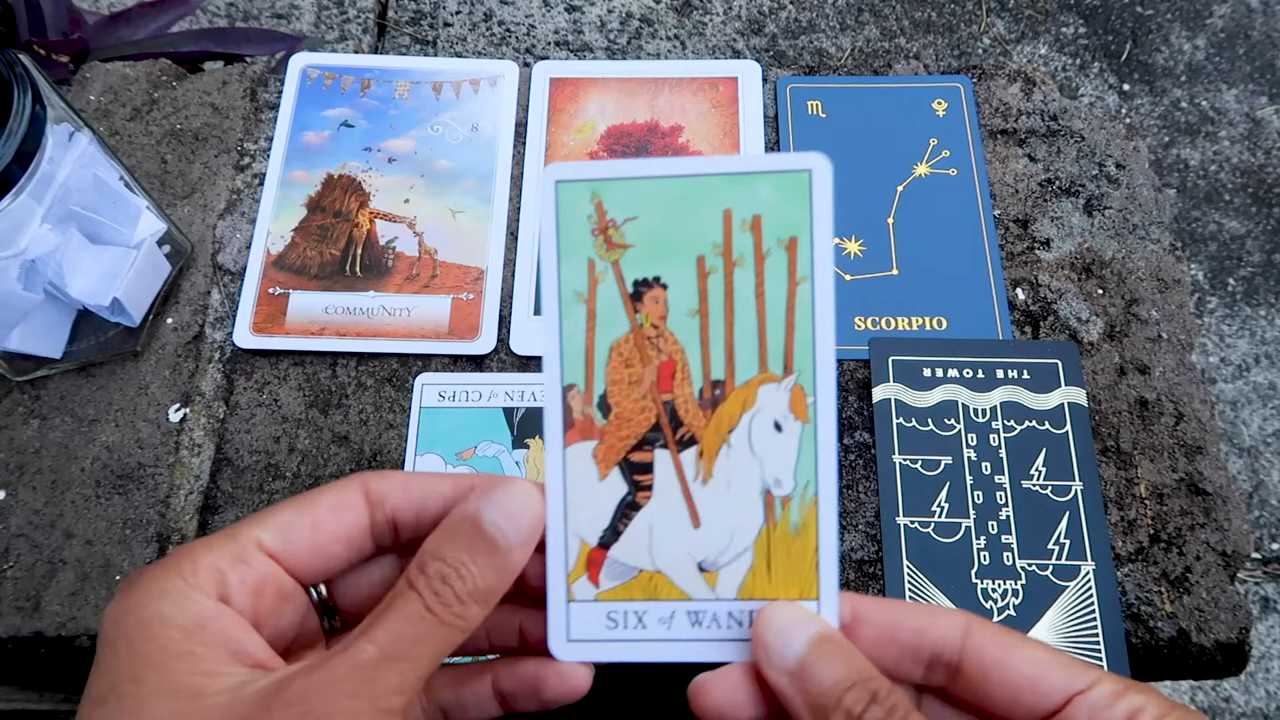 8
COMMUNITY
SCORPIO
THE TOWER
EVEN of CUPS
SIX of WAN